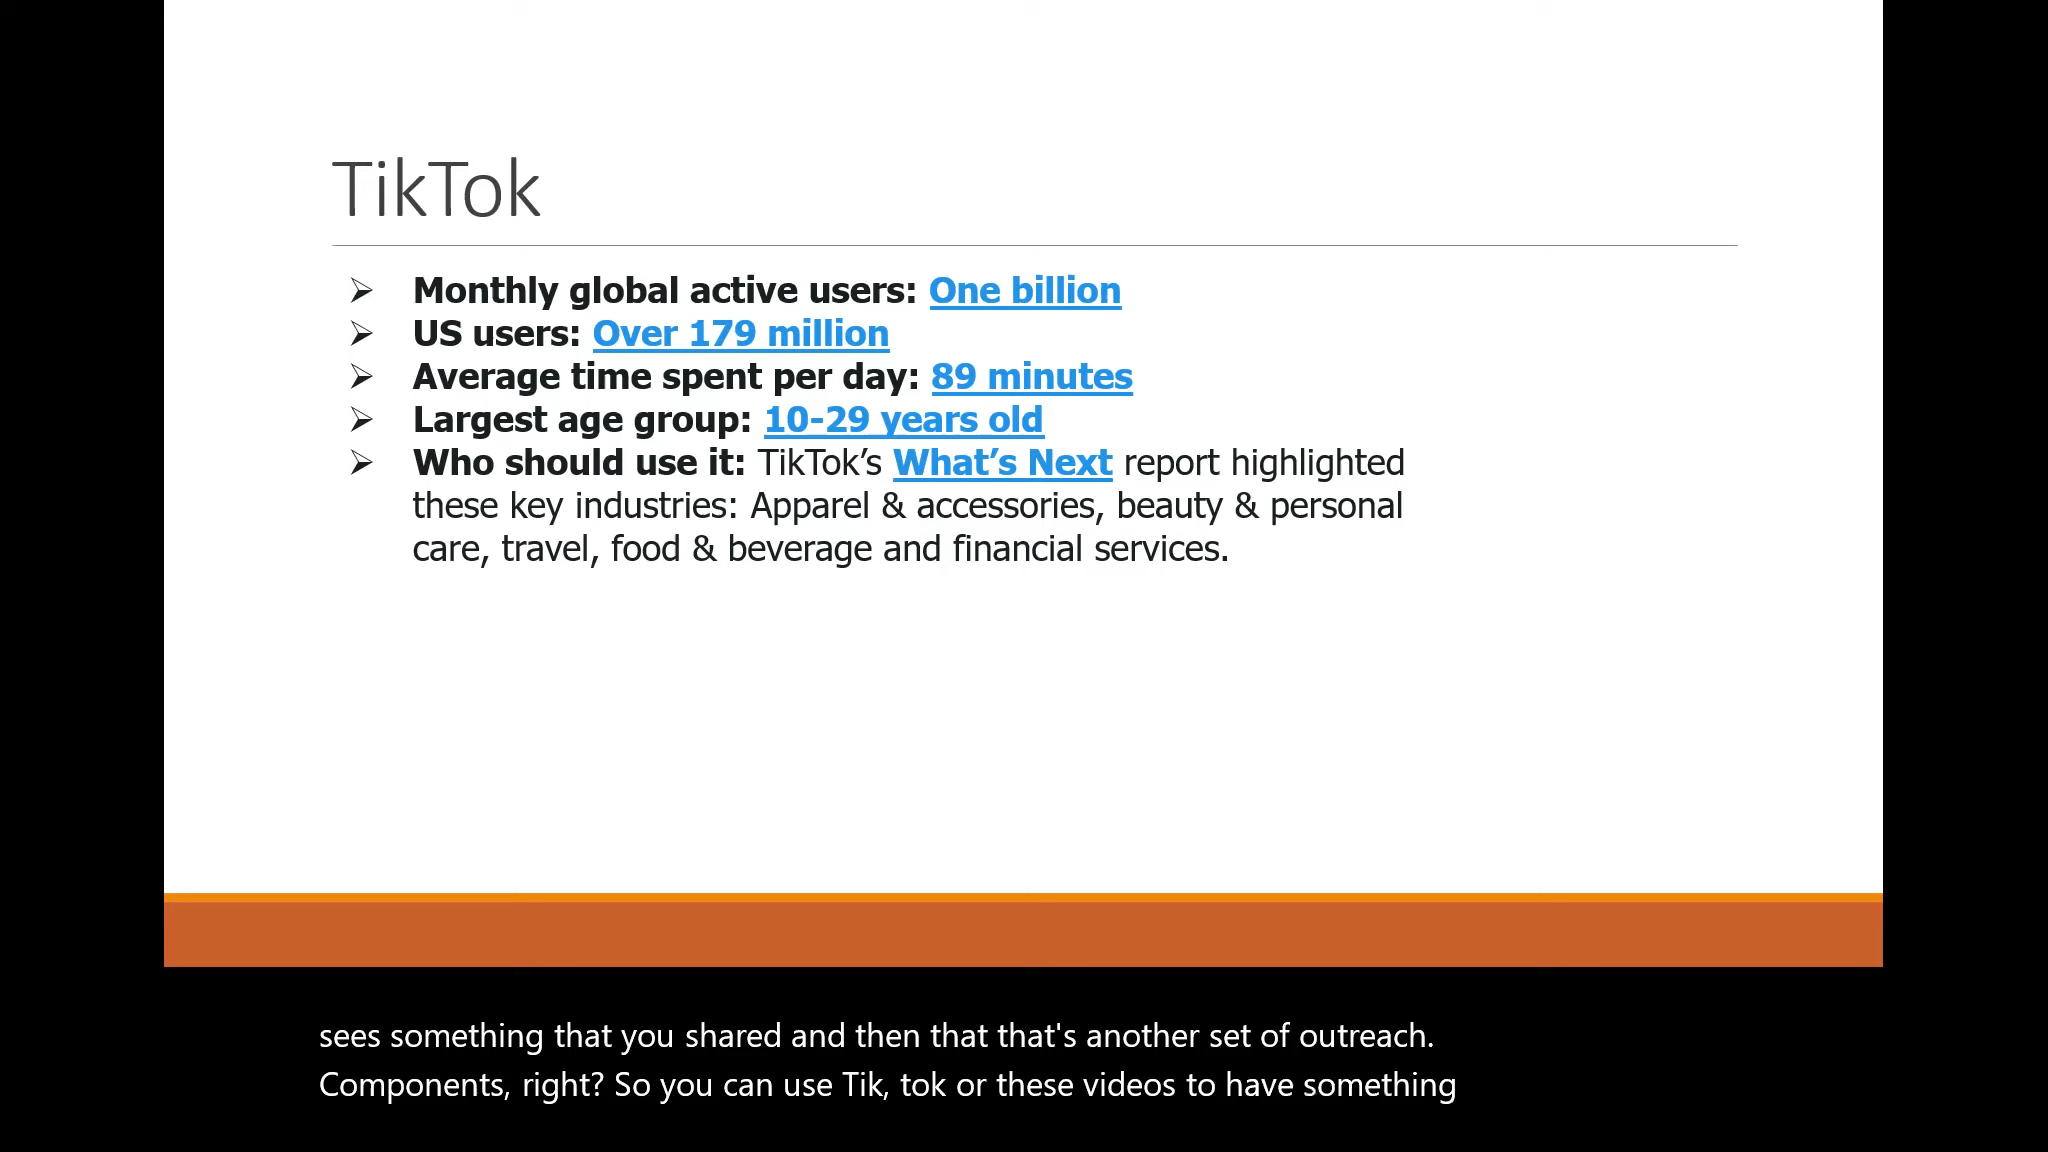 TikTok
➢ Monthly global active users: One billion
➢ US users: Over 179 million
➢ Average time spent per day: 89 minutes
➢ Largest age group: 10-29 years old
➢ Who should use it: TikTok’s What’s Next report highlighted
these key industries: Apparel & accessories, beauty & personal
care, travel, food & beverage and financial services.
sees something that you shared and then that that's another set of outreach.
Components, right? So you can use Tik, tok or these videos to have something